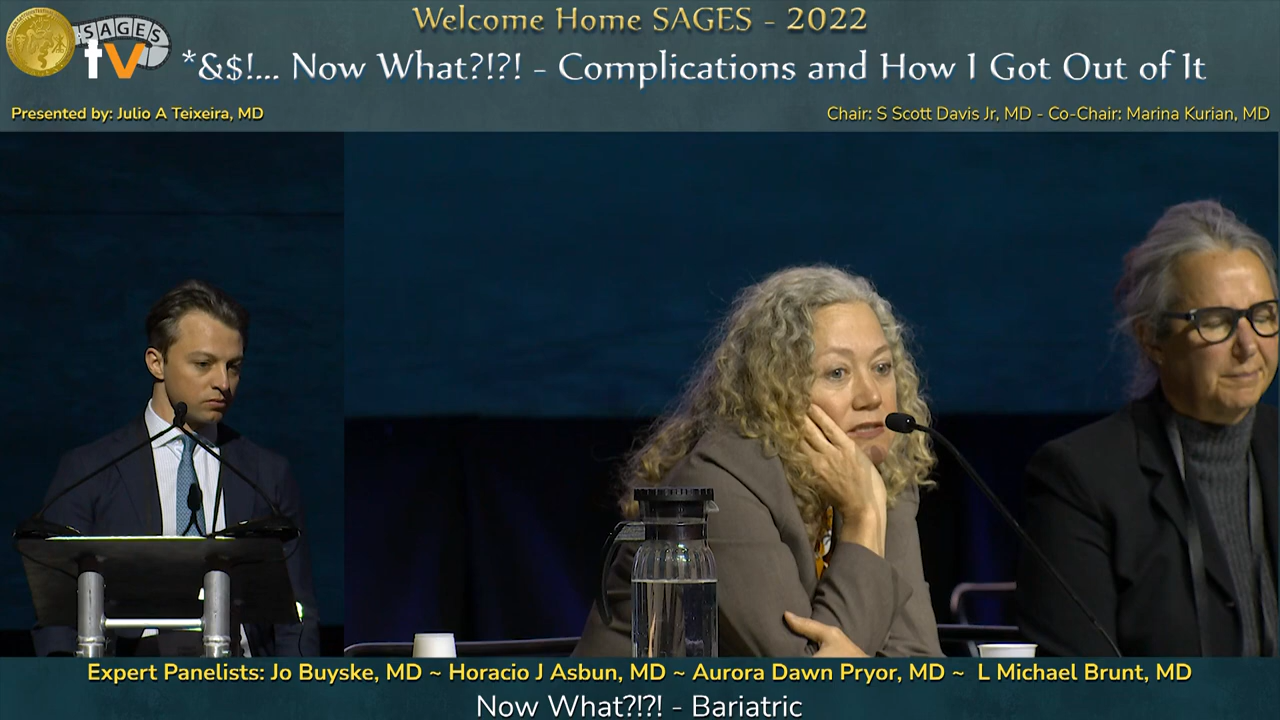 Welcome Home SAGES - 2022
SAGES
tv
*&$!... Now What?!?! - Complications and How I Got Out of It
Presented by: Julio A Teixeira, MD
Chair: S Scott Davis Jr, MD - Co-Chair: Marina Kurian, MD
Expert Panelists: Jo Buyske, MD ~ Horacio J Asbun, MD ~ Aurora Dawn Pryor, MD ~ L Michael Brunt, MD
Now What?!?! - Bariatric